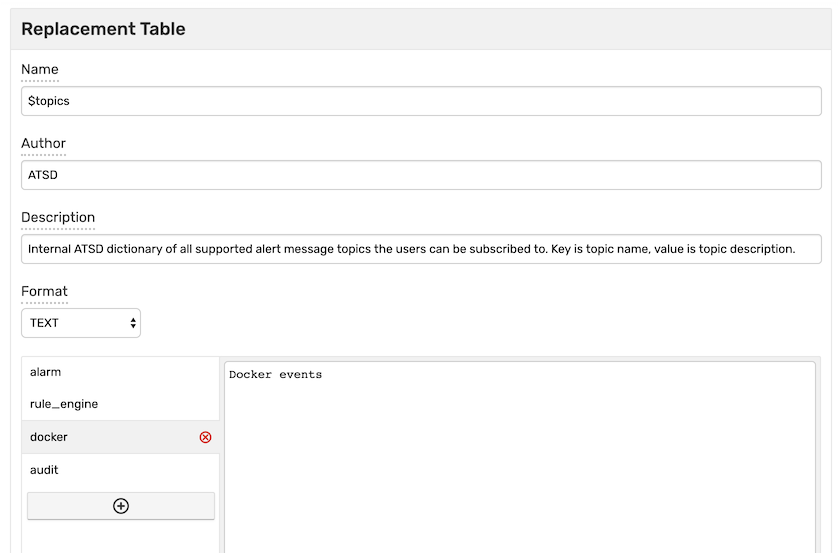 Replacement Table
Name
$topics
Author
ATSD
Description
Internal ATSD dictionary of all supported alert message topics the users can be subscribed to. Key is topic name, value is topic description.
Format
TEXT
alarm
Docker events
rule_engine
docker
audit